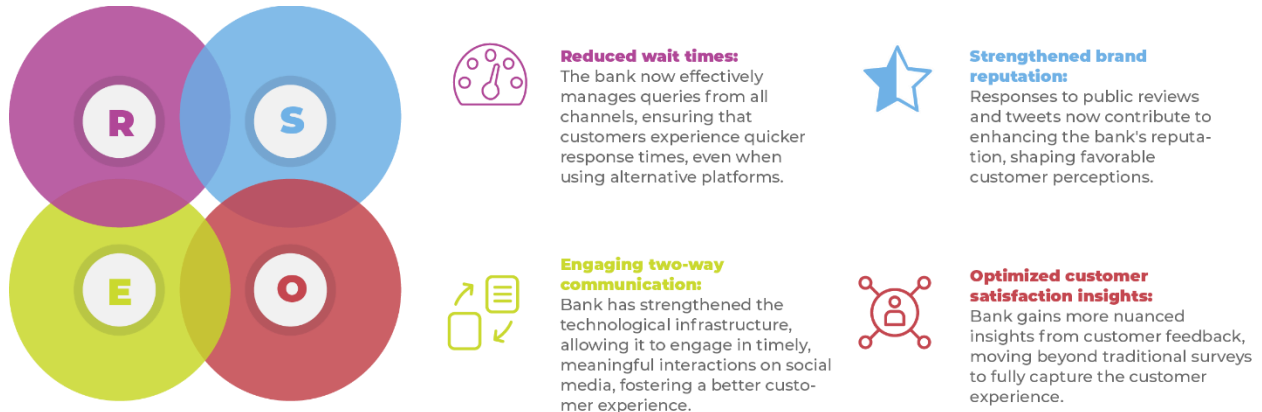 R
S
E
O
Reduced wait times:
The bank now effectively
manages queries from all
channels, ensuring that
customers experience quicker
response times, even when
using alternative platforms.
Strengthened brand
reputation:
Responses to public reviews
and tweets now contribute to
enhancing the bank's reputa-
tion, shaping favorable
customer perceptions.
Engaging two-way
communication:
Bank has strengthened the
technological infrastructure,
allowing it to engage in timely,
meaningful interactions on social
media, fostering a better custo-
mer experience.
Optimized customer
satisfaction insights:
Bank gains more nuanced
insights from customer feedback,
moving beyond traditional surveys
to fully capture the customer
experience.